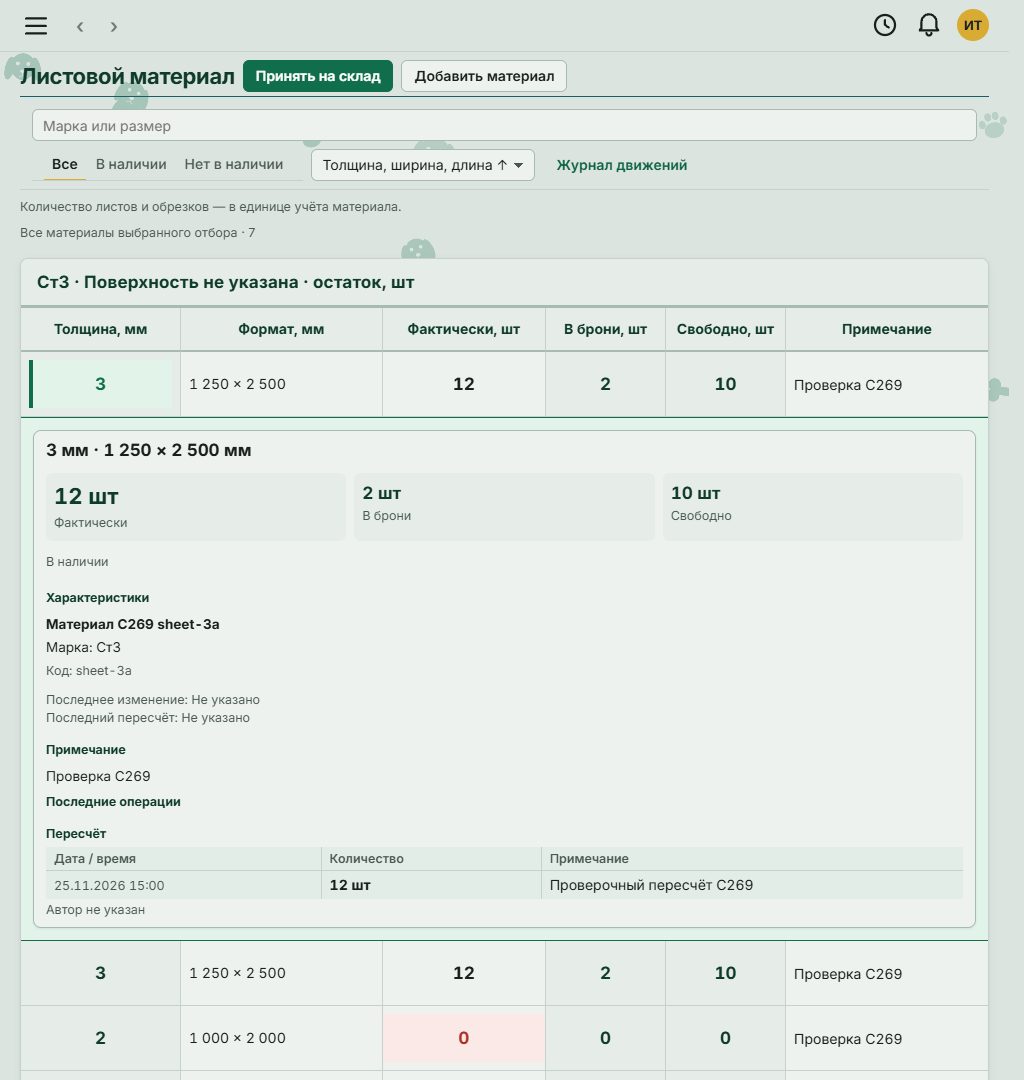 ‹ › ИТ
Листовой материал Принять на склад Добавить материал
Марка или размер
Все В наличии Нет в наличии Толщина, ширина, длина ↑ Журнал движений
Количество листов и обрезков — в единице учёта материала.
Все материалы выбранного отбора · 7
Ст3 · Поверхность не указана · остаток, шт
Толщина, мм Формат, мм Фактически, шт В брони, шт Свободно, шт Примечание
3 1 250 × 2 500 12 2 10 Проверка С269
3 мм · 1 250 × 2 500 мм
12 шт 2 шт 10 шт
Фактически В брони Свободно
В наличии
Характеристики
Материал С269 sheet-3a
Марка: Ст3
Код: sheet-3a
Последнее изменение: Не указано
Последний пересчёт: Не указано
Примечание
Проверка С269
Последние операции
Пересчёт
Дата / время Количество Примечание
25.11.2026 15:00 12 шт Проверочный пересчёт С269
Автор не указан
3 1 250 × 2 500 12 2 10 Проверка С269
2 1 000 × 2 000 0 0 0 Проверка С269